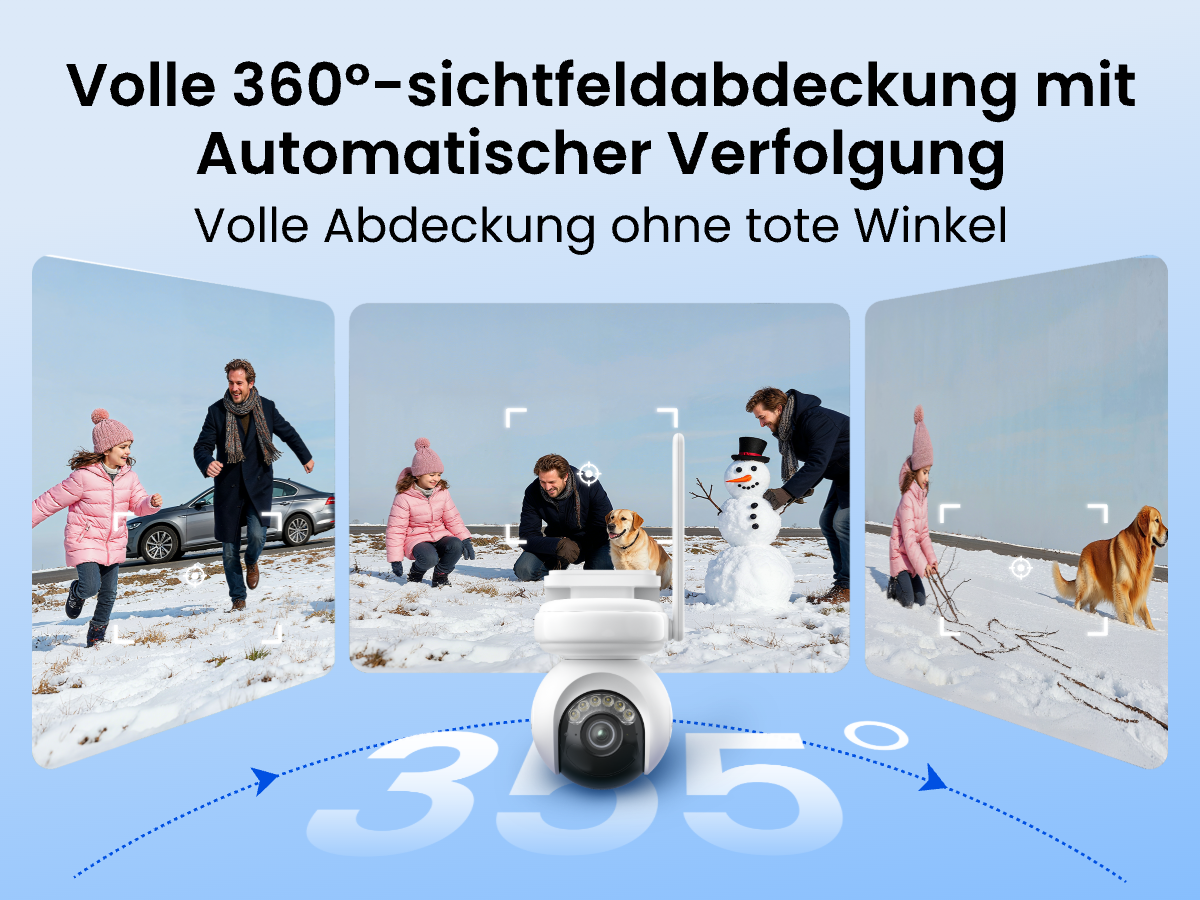 Volle 360°-sichtfeldabdeckung mit
Automatischer Verfolgung
Volle Abdeckung ohne tote Winkel
355°